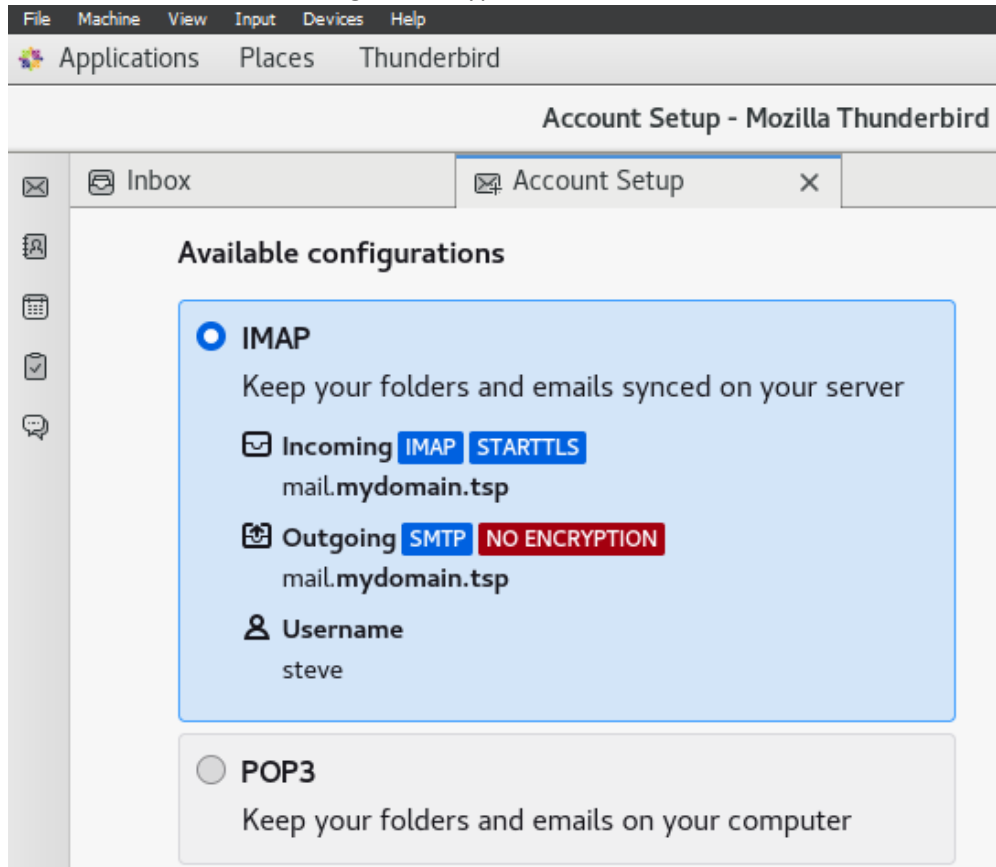 File Machine View Input Devices Help
Applications Places Thunderbird
Account Setup - Mozilla Thunderbird
Inbox Account Setup
Available configurations
IMAP
Keep your folders and emails synced on your server
Incoming IMAP STARTTLS
mail.mydomain.tsp
Outgoing SMTP NO ENCRYPTION
mail.mydomain.tsp
Username
steve
POP3
Keep your folders and emails on your computer